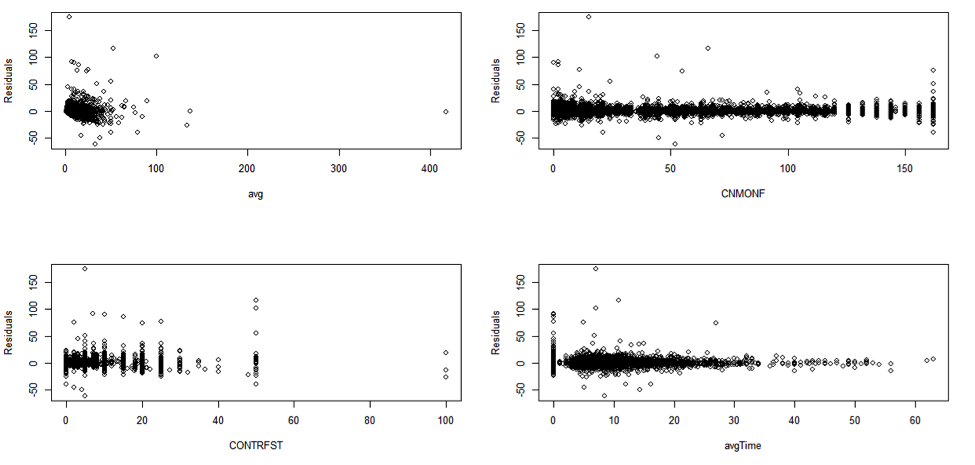 Residuals
-50 0 50 100 150
0 100 200 300 400
avg
Residuals
-50 0 50 100 150
0 50 100 150
CNMONF
Residuals
-50 0 50 100 150
0 20 40 60 80 100
CONTRFST
Residuals
-50 0 50 100 150
0 10 20 30 40 50 60
avgTime